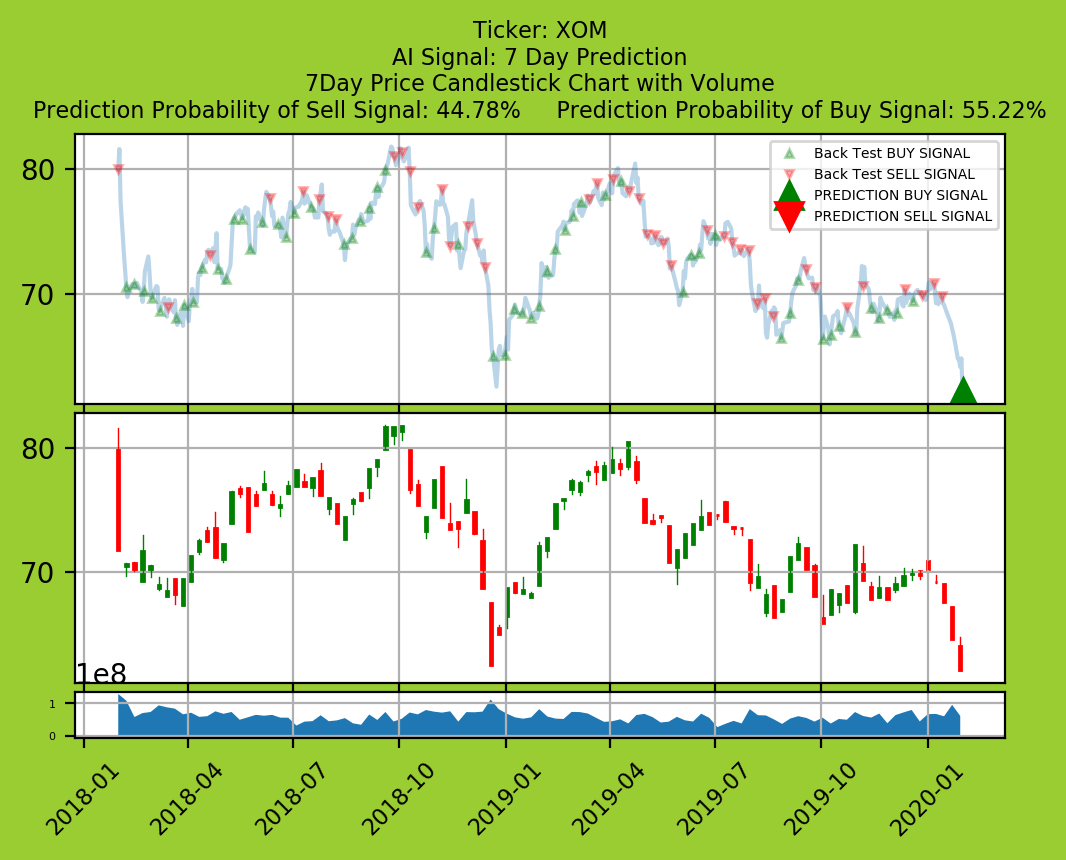 Ticker: XOM
AI Signal: 7 Day Prediction
7Day Price Candlestick Chart with Volume
Prediction Probability of Sell Signal: 44.78%     Prediction Probability of Buy Signal: 55.22%
80
70
Back Test BUY SIGNAL
Back Test SELL SIGNAL
PREDICTION BUY SIGNAL
PREDICTION SELL SIGNAL
80
70
1e8
1
0
2018-01
2018-04
2018-07
2018-10
2019-01
2019-04
2019-07
2019-10
2020-01